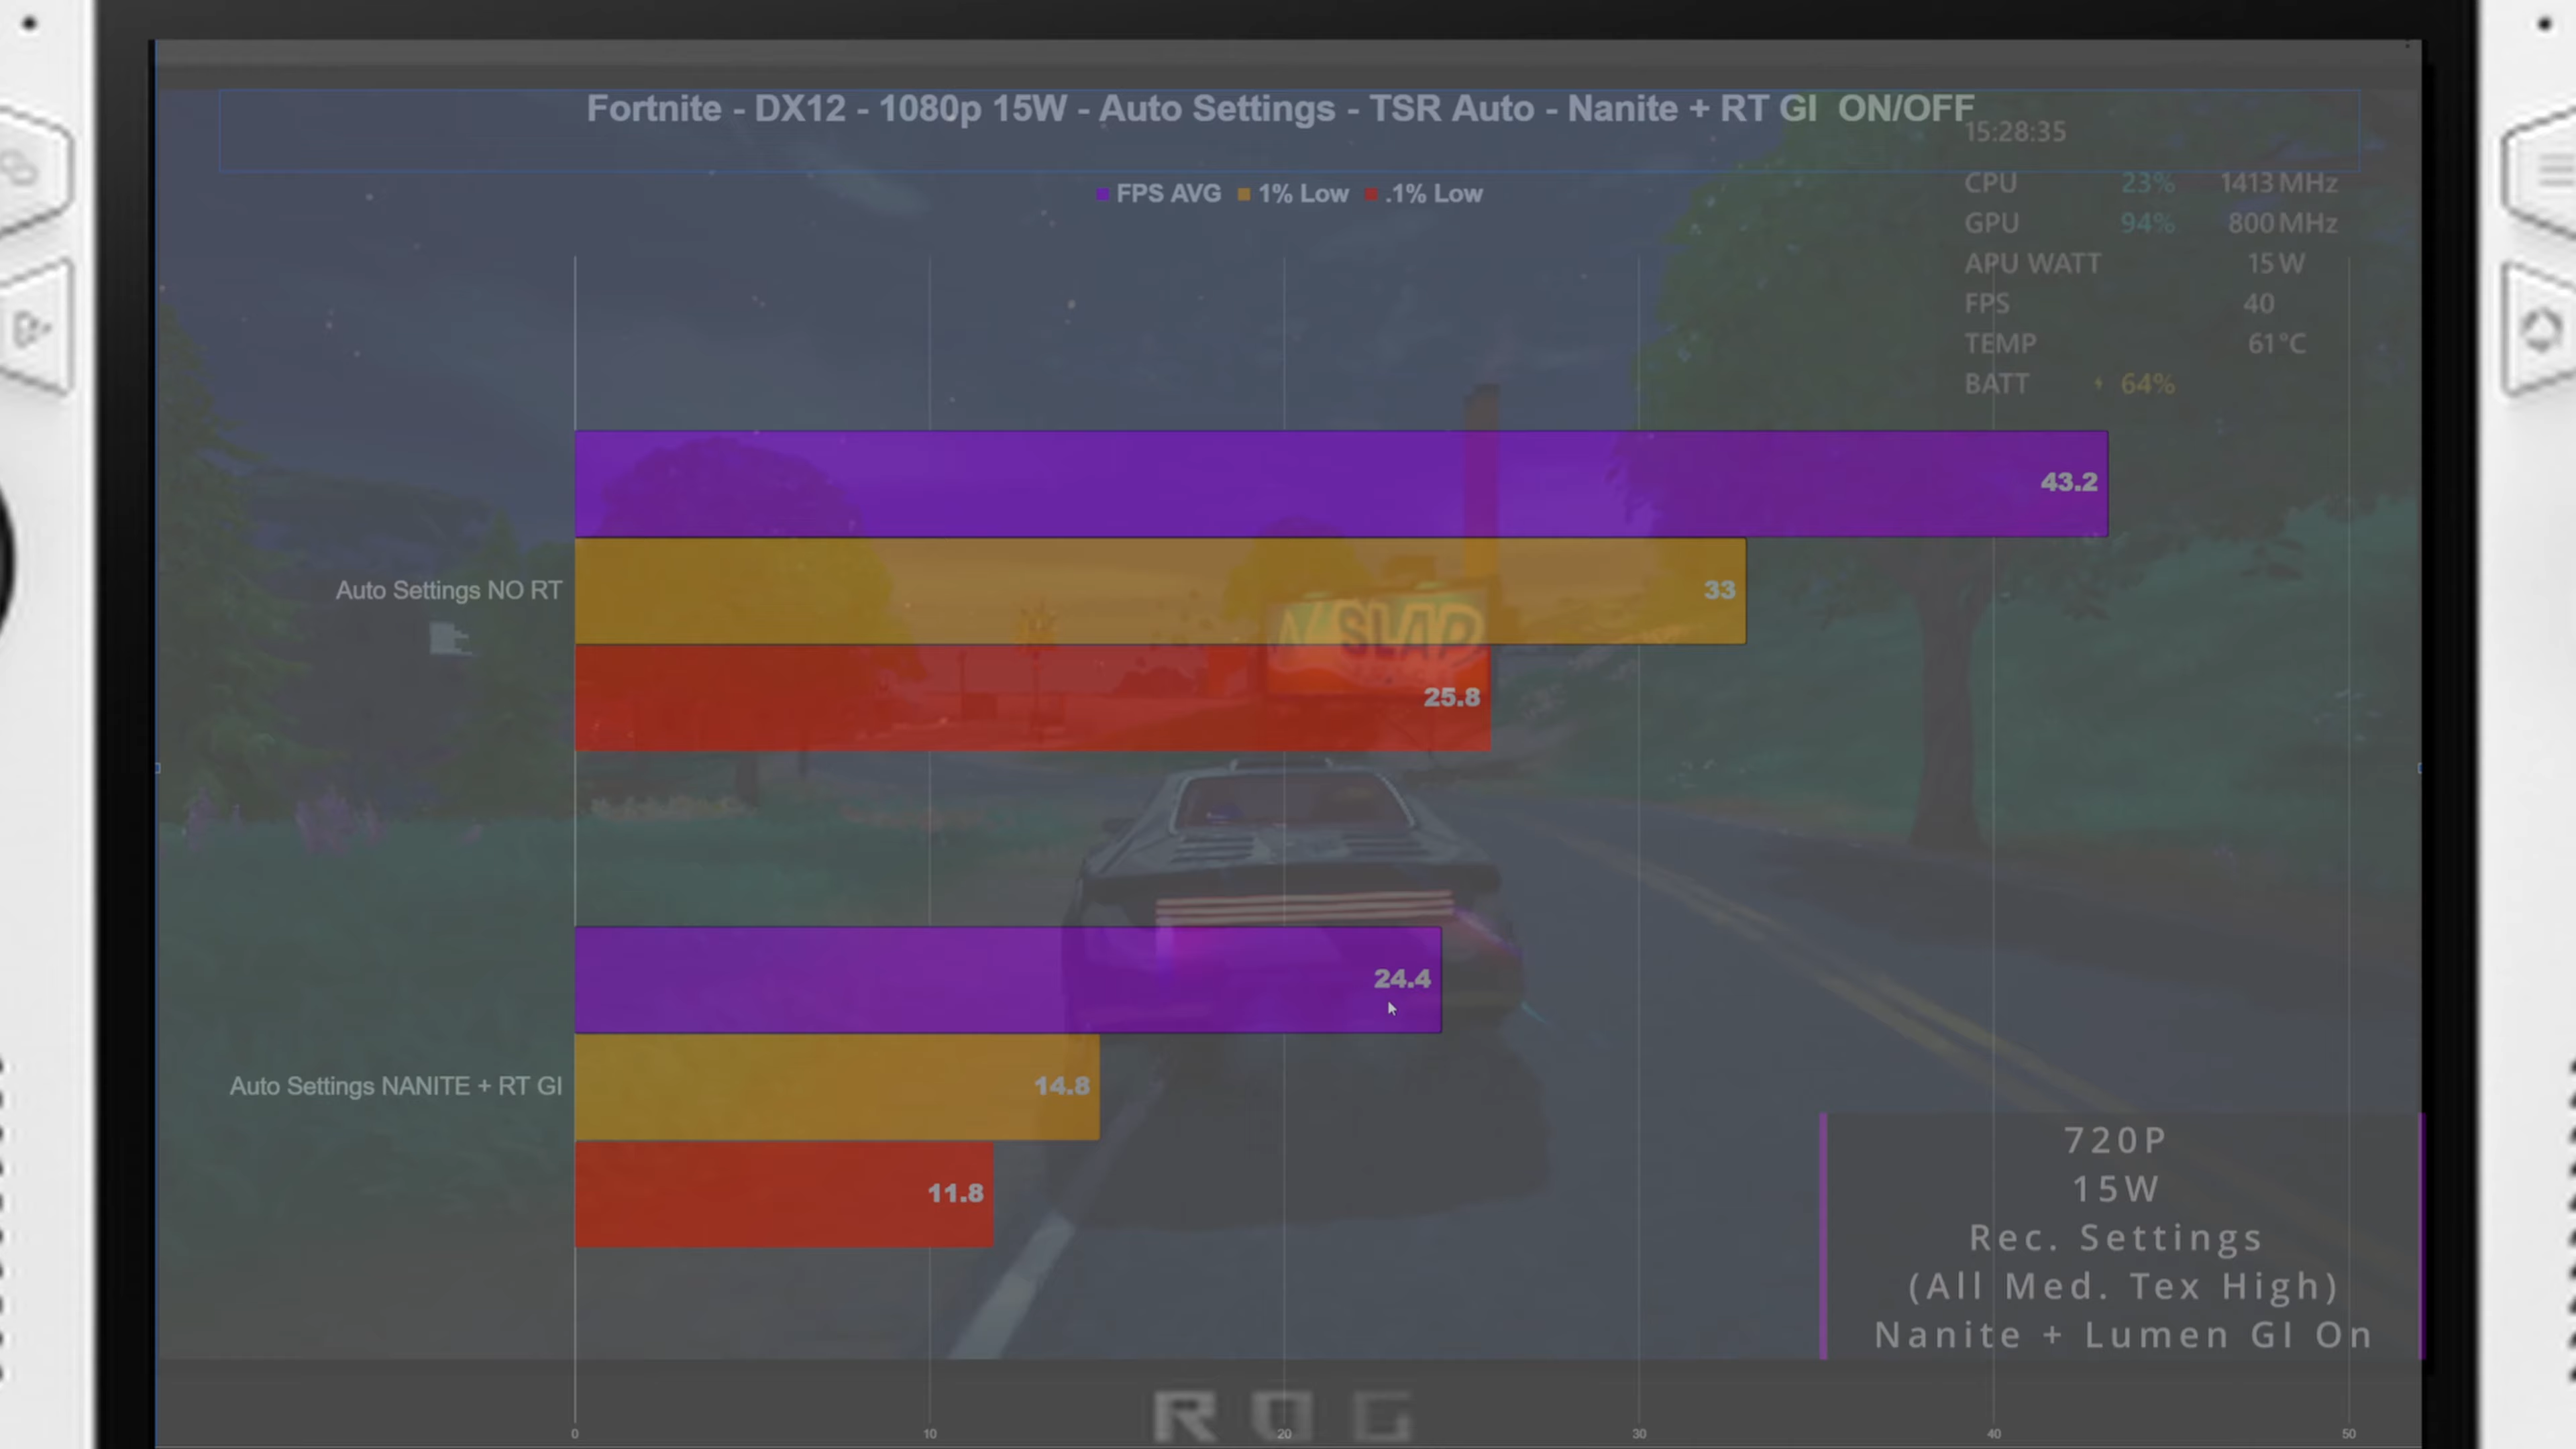 Fortnite - DX12 - 1080p 15W - Auto Settings - TSR Auto - Nanite + RT GI ON/OFF
15:28:35
FPS AVG 1% Low .1% Low
CPU 23% 1413 MHz
GPU 94% 800 MHz
APU WATT 15 W
FPS 40
TEMP 61°C
BATT 64%
43.2
Auto Settings NO RT 33
SLAP
25.8
24.4
Auto Settings NANITE + RT GI 14.8
11.8
720P
15W
Rec. Settings
(All Med. Tex High)
Nanite + Lumen GI On
ROG
0 10 20 30 40 50